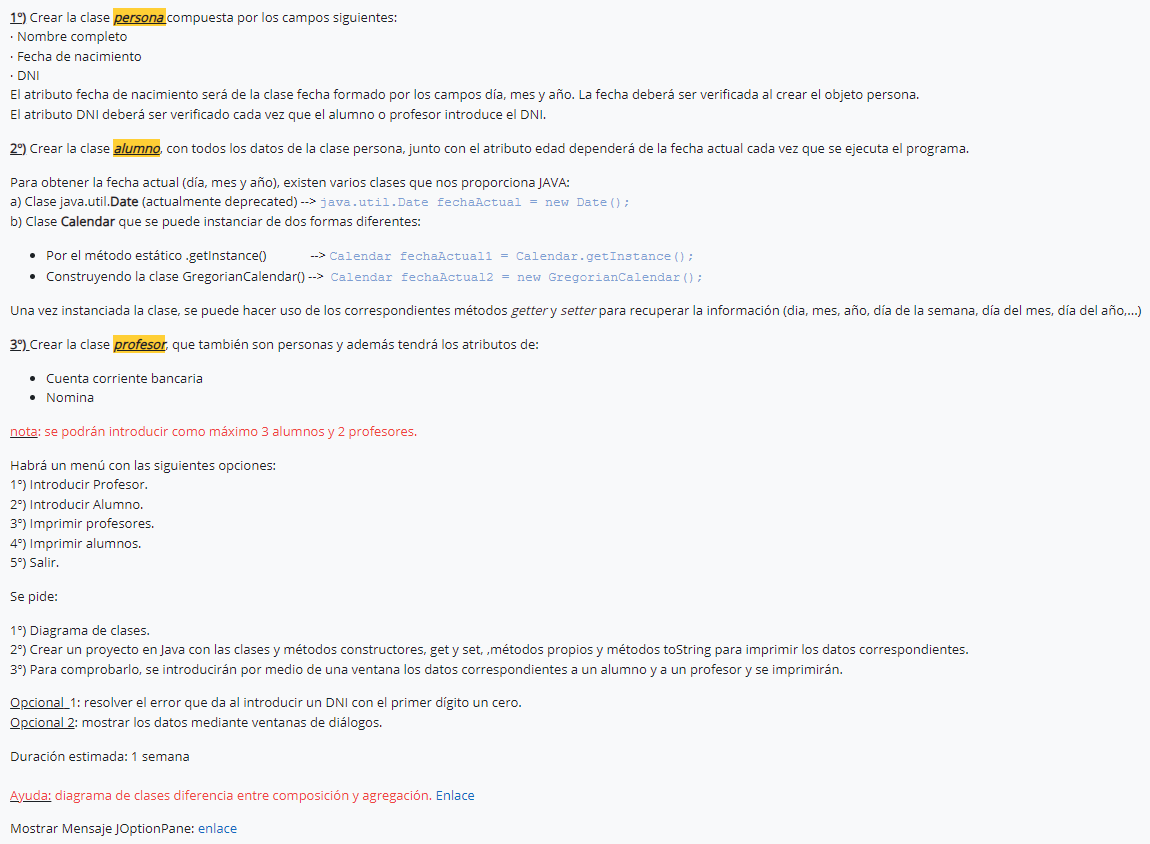 1º) Crear la clase persona compuesta por los campos siguientes:
· Nombre completo
· Fecha de nacimiento
· DNI
El atributo fecha de nacimiento será de la clase fecha formado por los campos día, mes y año. La fecha deberá ser verificada al crear el objeto persona.
El atributo DNI deberá ser verificado cada vez que el alumno o profesor introduce el DNI.
2º) Crear la clase alumno, con todos los datos de la clase persona, junto con el atributo edad dependerá de la fecha actual cada vez que se ejecuta el programa.
Para obtener la fecha actual (día, mes y año), existen varios clases que nos proporciona JAVA:
a) Clase java.util.Date (actualmente deprecated) --> java.util.Date fechaActual = new Date();
b) Clase Calendar que se puede instanciar de dos formas diferentes:
• Por el método estático .getInstance() --> Calendar fechaActual1 = Calendar.getInstance();
• Construyendo la clase GregorianCalendar() --> Calendar fechaActual2 = new GregorianCalendar();
Una vez instanciada la clase, se puede hacer uso de los correspondientes métodos getter y setter para recuperar la información (dia, mes, año, día de la semana, día del mes, día del año,...)
3º) Crear la clase profesor, que también son personas y además tendrá los atributos de:
• Cuenta corriente bancaria
• Nomina
nota: se podrán introducir como máximo 3 alumnos y 2 profesores.
Habrá un menú con las siguientes opciones:
1º) Introducir Profesor.
2º) Introducir Alumno.
3º) Imprimir profesores.
4º) Imprimir alumnos.
5º) Salir.
Se pide:
1º) Diagrama de clases.
2º) Crear un proyecto en Java con las clases y métodos constructores, get y set, ,métodos propios y métodos toString para imprimir los datos correspondientes.
3º) Para comprobarlo, se introducirán por medio de una ventana los datos correspondientes a un alumno y a un profesor y se imprimirán.
Opcional 1: resolver el error que da al introducir un DNI con el primer dígito un cero.
Opcional 2: mostrar los datos mediante ventanas de diálogos.
Duración estimada: 1 semana
Ayuda: diagrama de clases diferencia entre composición y agregación. Enlace
Mostrar Mensaje JOptionPane: enlace